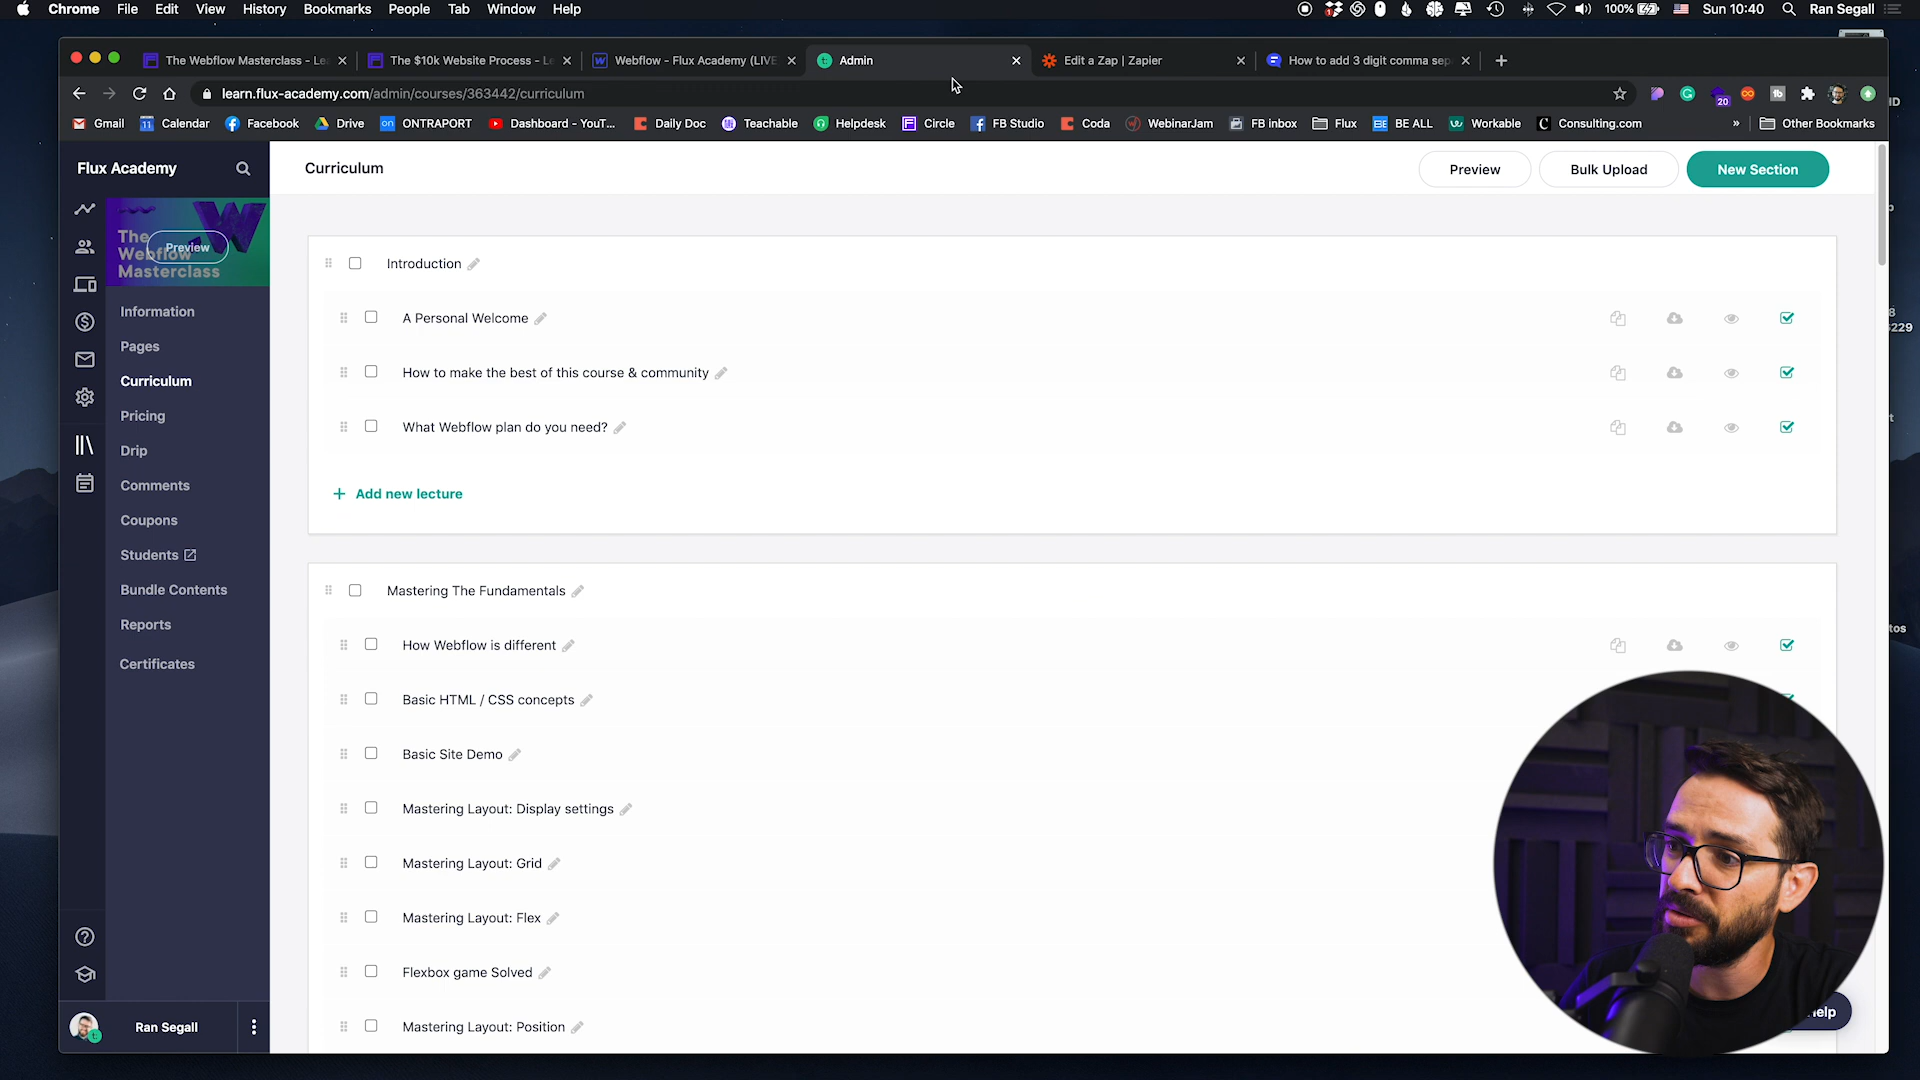 Chrome File Edit View History Bookmarks People Tab Window Help
1 100% Sun 10:40 Ran Segall
The Webflow Masterclass - Le
The $10k Website Process - Le
Webflow - Flux Academy (LIVE
Admin
Edit a Zap | Zapier
How to add 3 digit comma sep
learn.flux-academy.com/admin/courses/363442/curriculum
20
Gmail Calendar Facebook Drive ONTRAPORT Dashboard - YouT... Daily Doc Teachable Helpdesk Circle FB Studio Coda WebinarJam FB inbox Flux BE ALL Workable Consulting.com » Other Bookmarks
Flux Academy
Curriculum
Preview
Bulk Upload
New Section
The
Webflow
Masterclass
Preview
Information
Pages
Curriculum
Pricing
Drip
Comments
Coupons
Students
Bundle Contents
Reports
Certificates
Ran Segall
Introduction
A Personal Welcome
How to make the best of this course & community
What Webflow plan do you need?
+ Add new lecture
Mastering The Fundamentals
How Webflow is different
Basic HTML / CSS concepts
Basic Site Demo
Mastering Layout: Display settings
Mastering Layout: Grid
Mastering Layout: Flex
Flexbox game Solved
Mastering Layout: Position
ID
8
229
tos
elp